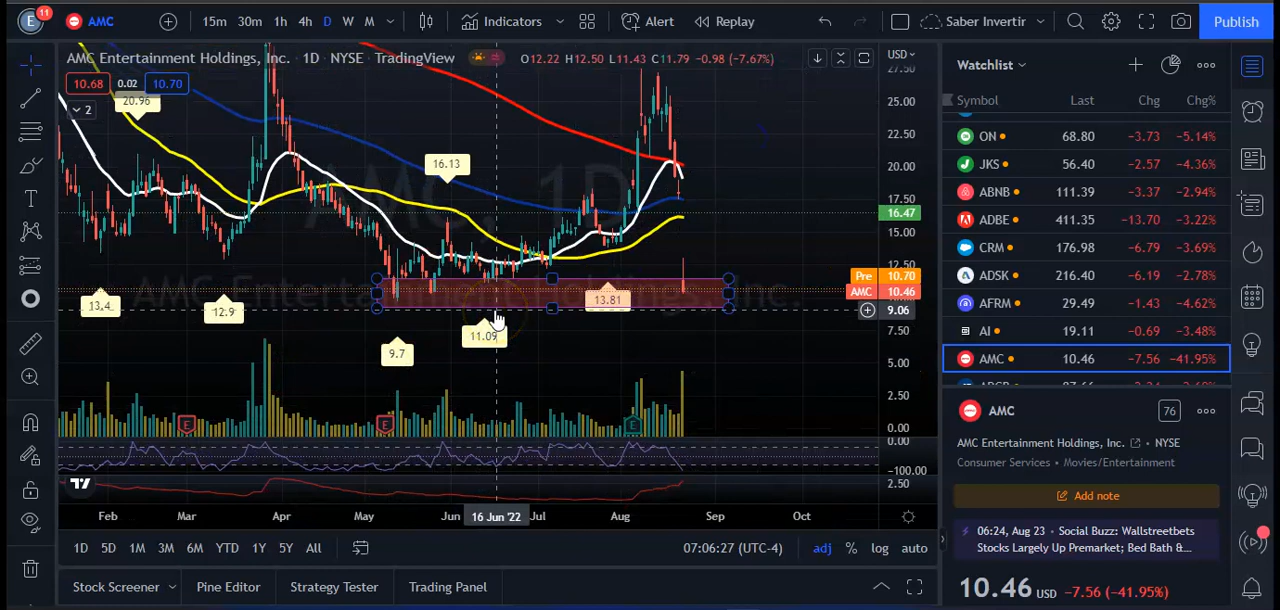 E 11 AMC 15m 30m 1h 4h D W M Indicators Alert Replay Saber Invertir Publish
AMC Entertainment Holdings, Inc. · 1D · NYSE · TradingView O12.22 H12.50 L11.43 C11.79 −0.98 (−7.67%)
10.68 0.02 10.70
2
20.96
16.13
13.4
12.9
9.7
11.09
13.81
AMC, 1D
AMC Entertainment Holdings, Inc
E
E
E
USD
27.50
25.00
22.50
20.00
17.50
16.47
15.00
12.50
Pre 10.70
AMC 10.46
9.06
7.50
5.00
2.50
0.00
0.00
−100.00
2.50
Feb Mar Apr May Jun 16 Jun '22 Jul Aug Sep Oct
1D 5D 1M 3M 6M YTD 1Y 5Y All 07:06:27 (UTC-4) adj % log auto
Stock Screener Pine Editor Strategy Tester Trading Panel
Watchlist
Symbol Last Chg Chg%
ON 68.80 −3.73 −5.14%
JKS 56.40 −2.57 −4.36%
ABNB 111.39 −3.37 −2.94%
ADBE 411.35 −13.70 −3.22%
CRM 176.98 −6.79 −3.69%
ADSK 216.40 −6.19 −2.78%
AFRM 29.49 −1.43 −4.62%
AI 19.11 −0.69 −3.48%
AMC 10.46 −7.56 −41.95%
AMC 76
AMC Entertainment Holdings, Inc. NYSE
Consumer Services • Movies/Entertainment
Add note
06:24, Aug 23 • Social Buzz: Wallstreetbets
Stocks Largely Up Premarket; Bed Bath &...
10.46 USD −7.56 (−41.95%)